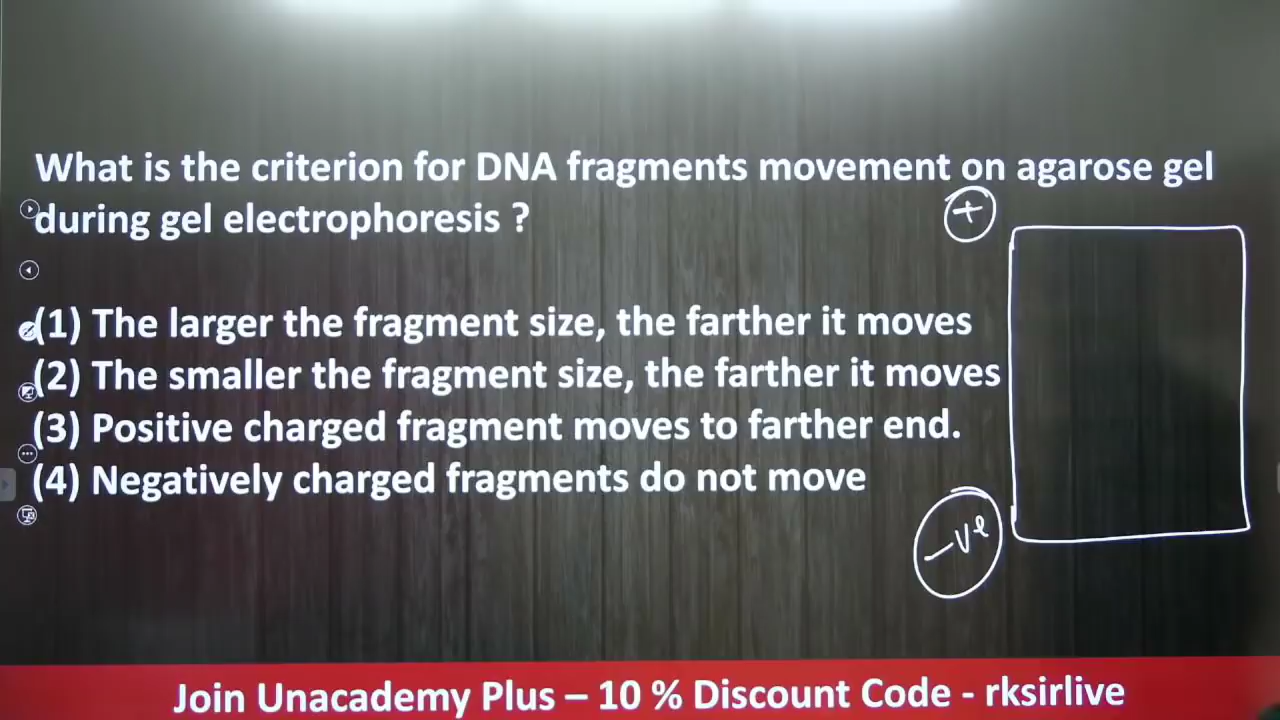 What is the criterion for DNA fragments movement on agarose gel
during gel electrophoresis ?
+
(1) The larger the fragment size, the farther it moves
(2) The smaller the fragment size, the farther it moves
(3) Positive charged fragment moves to farther end.
(4) Negatively charged fragments do not move
-ve
Join Unacademy Plus – 10 % Discount Code - rksirlive